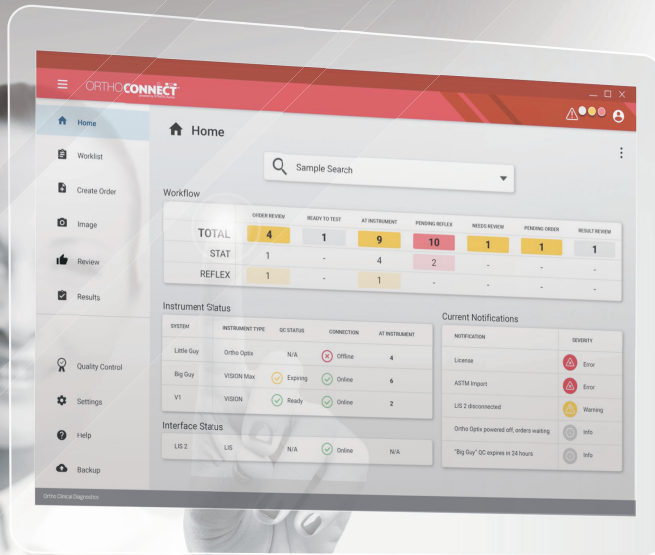 ORTHOCONNECT
Home
Worklist
Create Order
Image
Review
Results
Quality Control
Settings
Help
Backup
Home
Sample Search
Workflow
ORDER REVIEW READY TO TEST AT INSTRUMENT PENDING REFLEX NEEDS REVIEW PENDING ORDER RESULT REVIEW
TOTAL 4 1 9 10 1 1 1
STAT 1 - 4 2 - - -
REFLEX 1 - 1 - - - -
Instrument Status
SYSTEM INSTRUMENT TYPE QC STATUS CONNECTION AT INSTRUMENT
Little Guy Ortho Optix N/A Offline 4
Big Guy VISION Max Expiring Online 6
V1 VISION Ready Online 2
Interface Status
LIS 2 LIS N/A Online N/A
Current Notifications
NOTIFICATION SEVERITY
License Error
ASTM Import Error
LIS 2 disconnected Warning
Ortho Optix powered off, orders waiting Info
"Big Guy" QC expires in 24 hours Info
Ortho Clinical Diagnostics